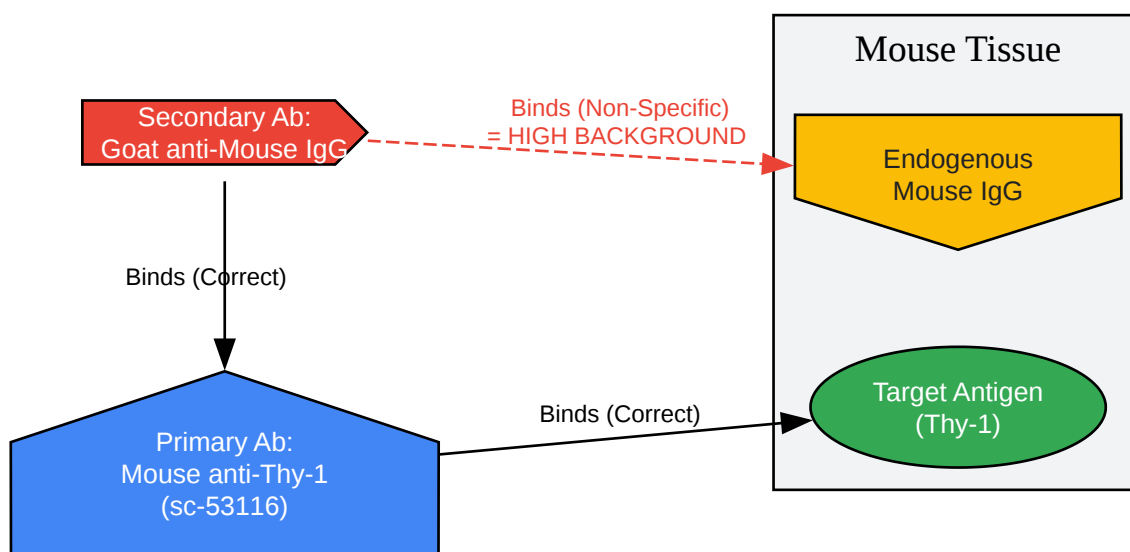 Mouse Tissue
Secondary Ab:
Goat anti-Mouse IgG
Binds (Non-Specific)
= HIGH BACKGROUND
Endogenous
Mouse IgG
Binds (Correct)
Primary Ab:
Mouse anti-Thy-1
(sc-53116)
Binds (Correct)
Target Antigen
(Thy-1)